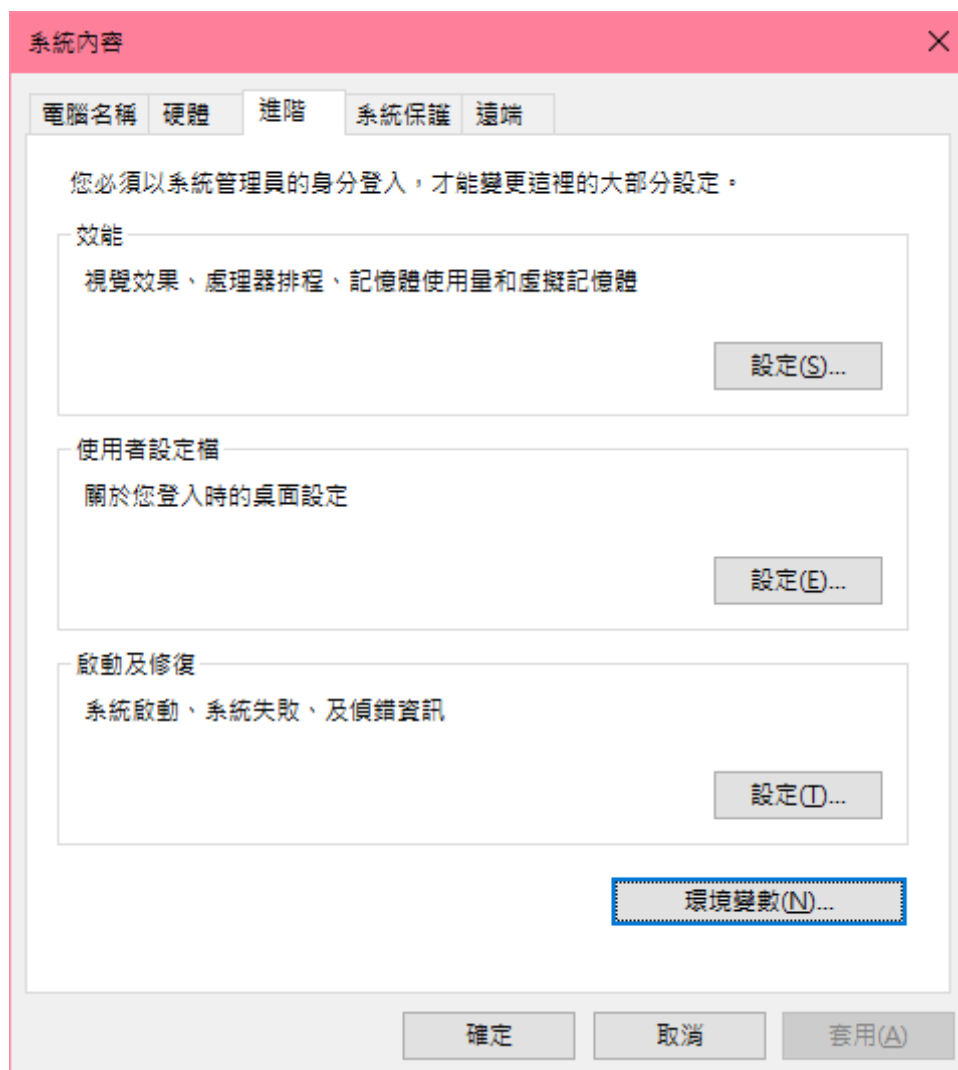 系統內容
電腦名稱 硬體 進階 系統保護 遠端
您必須以系統管理員的身分登入，才能變更這裡的大部分設定。
效能
視覺效果、處理器排程、記憶體使用量和虛擬記憶體
設定(S)...
使用者設定檔
關於您登入時的桌面設定
設定(E)...
啟動及修復
系統啟動、系統失敗、及偵錯資訊
設定(T)...
環境變數(N)...
確定 取消 套用(A)